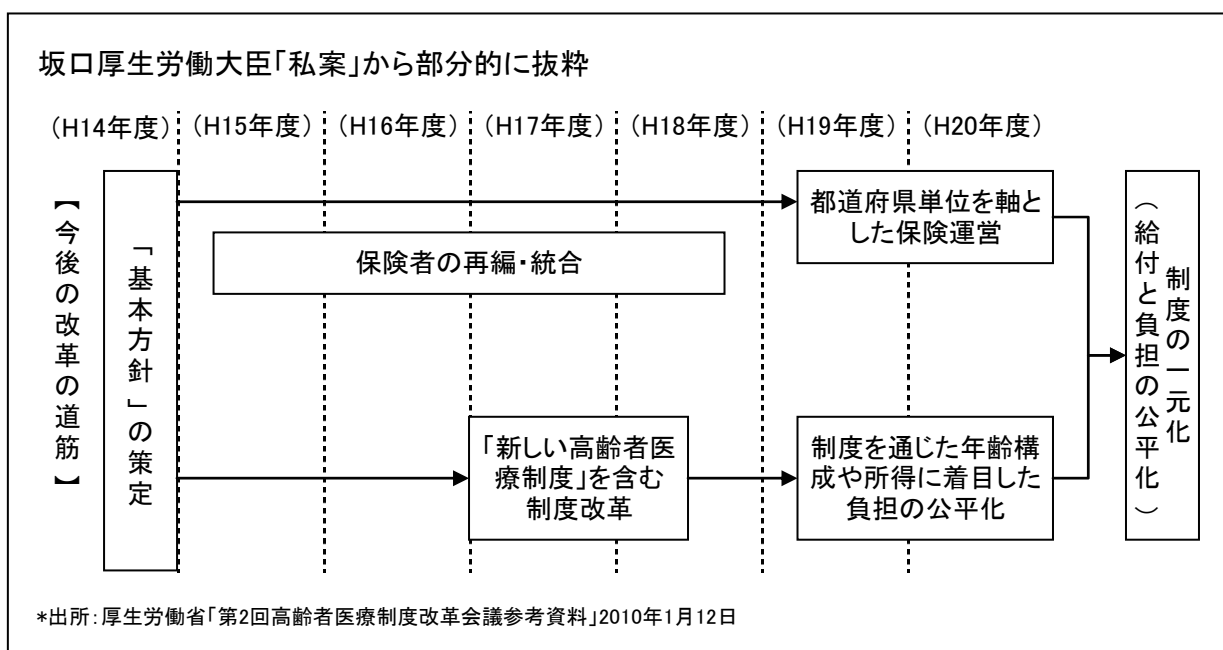 坂口厚生労働大臣「私案」から部分的に抜粋
（H14年度）
（H15年度）
（H16年度）
（H17年度）
（H18年度）
（H19年度）
（H20年度）
【今後の改革の道筋】
「基本方針」の策定
保険者の再編・統合
都道府県単位を軸と
した保険運営
「新しい高齢者医
療制度」を含む
制度改革
制度を通じた年齢構
成や所得に着目した
負担の公平化
制度の一元化
（給付と負担の公平化）
*出所：厚生労働省「第2回高齢者医療制度改革会議参考資料」2010年1月12日